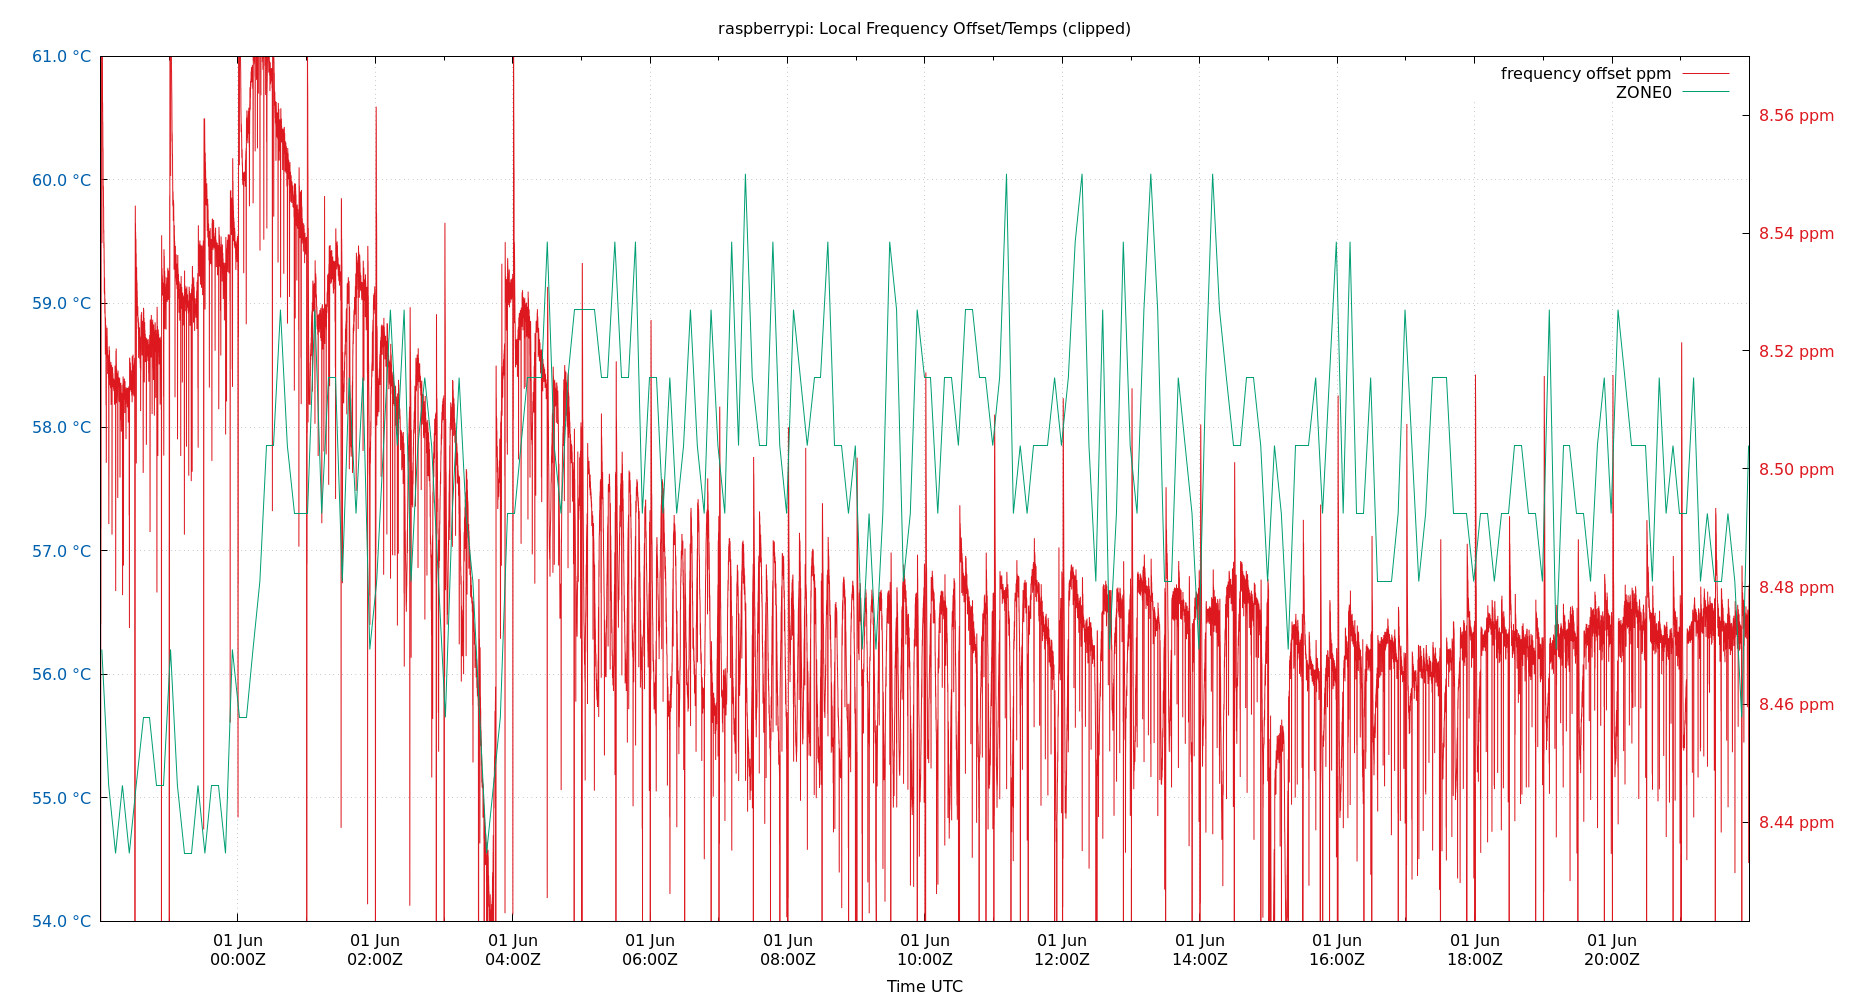 raspberrypi: Local Frequency Offset/Temps (clipped)
frequency offset ppm
ZONE0
61.0 °C
60.0 °C
59.0 °C
58.0 °C
57.0 °C
56.0 °C
55.0 °C
54.0 °C
8.56 ppm
8.54 ppm
8.52 ppm
8.50 ppm
8.48 ppm
8.46 ppm
8.44 ppm
01 Jun
00:00Z
01 Jun
02:00Z
01 Jun
04:00Z
01 Jun
06:00Z
01 Jun
08:00Z
01 Jun
10:00Z
01 Jun
12:00Z
01 Jun
14:00Z
01 Jun
16:00Z
01 Jun
18:00Z
01 Jun
20:00Z
Time UTC